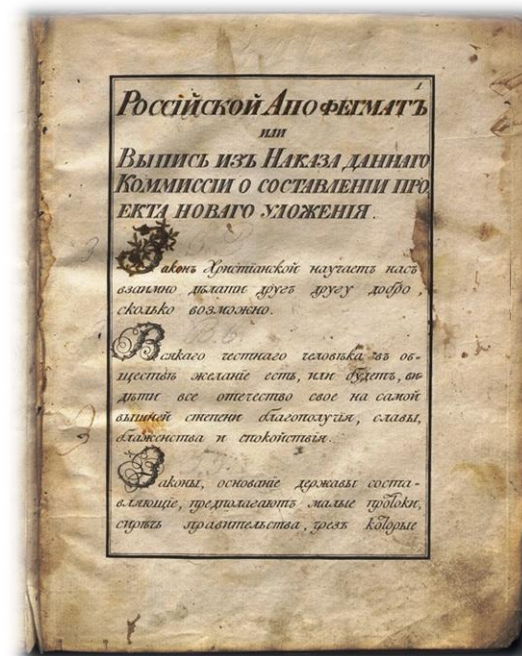 1
Россійской Апофегматъ
или
Выпись изъ Наказа даннаго
Коммиссіи о составленіи про
екта новаго уложенія.
Законъ Христіанской научаетъ насъ
взаимно дѣлати другъ другу добро,
сколько возможно.
Всякаго честнаго человѣка въ об-
ществѣ желаніе есть, или будетъ, ви-
дѣти все отечество свое на самой
вышней степени благополучія, славы,
блаженства и спокойствія.
Законы, основаніе державы соста-
вляющіе, предполагаютъ малые протоки,
сирѣчь правительства, чрезъ которые